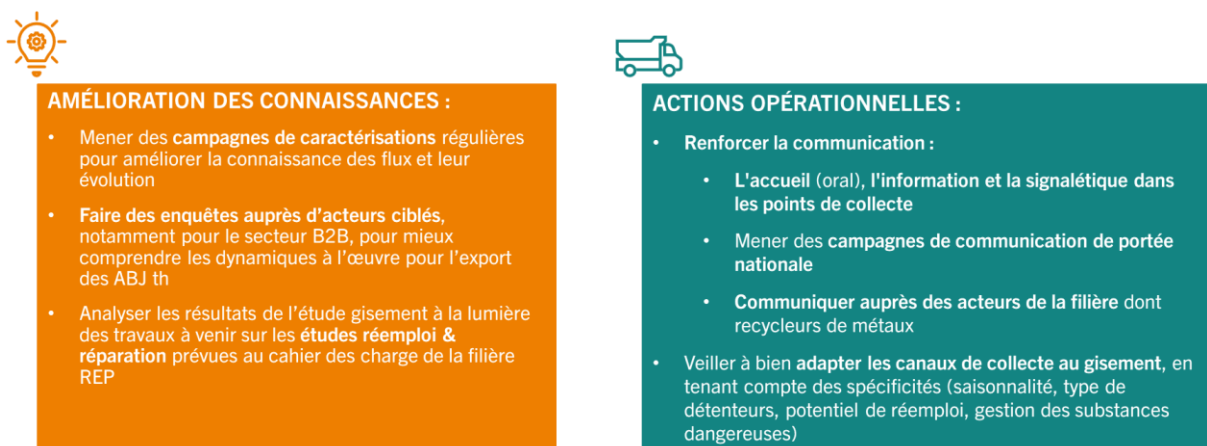 AMÉLIORATION DES CONNAISSANCES :
• Mener des campagnes de caractérisations régulières
pour améliorer la connaissance des flux et leur
évolution
• Faire des enquêtes auprès d'acteurs ciblés,
notamment pour le secteur B2B, pour mieux
comprendre les dynamiques à l'œuvre pour l'export
des ABJ th
• Analyser les résultats de l'étude gisement à la lumière
des travaux à venir sur les études réemploi &
réparation prévues au cahier des charge de la filière
REP
ACTIONS OPÉRATIONNELLES :
• Renforcer la communication :
• L'accueil (oral), l'information et la signalétique dans
les points de collecte
• Mener des campagnes de communication de portée
nationale
• Communiquer auprès des acteurs de la filière dont
recycleurs de métaux
• Veiller à bien adapter les canaux de collecte au gisement, en
tenant compte des spécificités (saisonnalité, type de
détenteurs, potentiel de réemploi, gestion des substances
dangereuses)